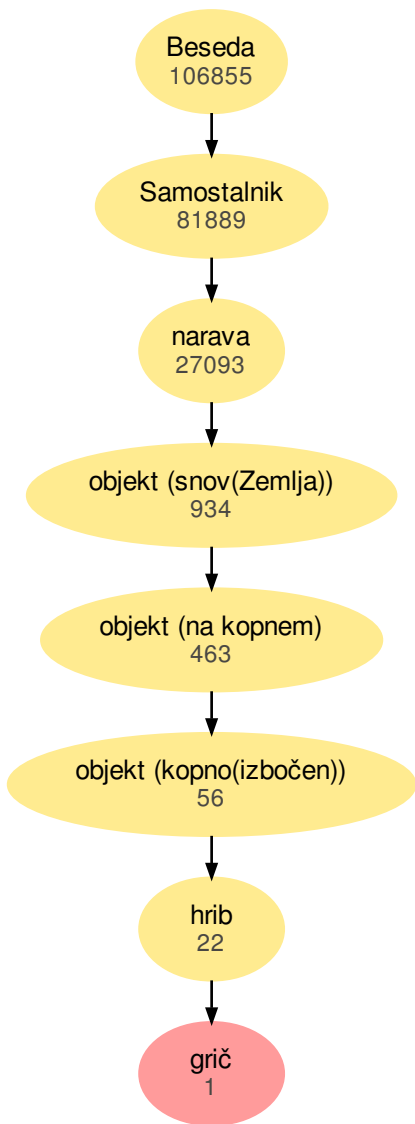 Beseda
106855
Samostalnik
81889
narava
27093
objekt (snov(Zemlja))
934
objekt (na kopnem)
463
objekt (kopno(izbočen))
56
hrib
22
grič
1